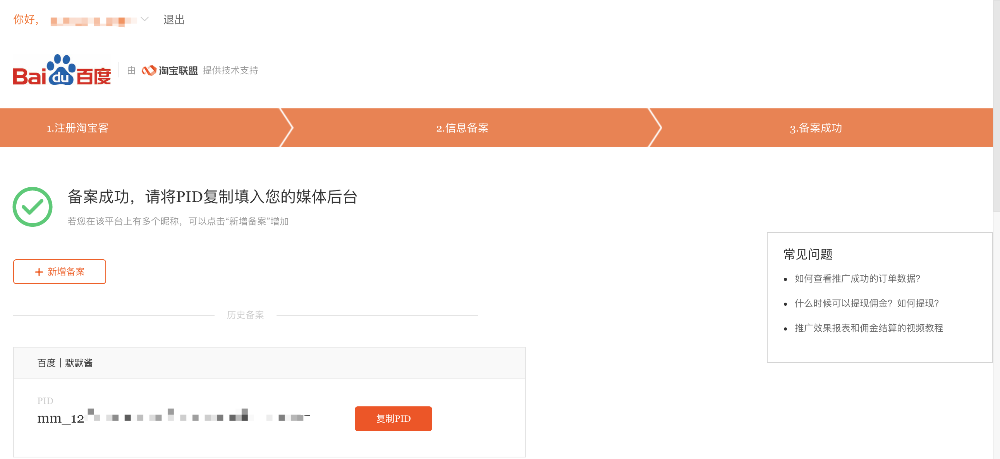 你好，
退出
Baidu百度
由 淘宝联盟 提供技术支持
1.注册淘宝客
2.信息备案
3.备案成功
备案成功，请将PID复制填入您的媒体后台
若您在该平台上有多个昵称，可以点击“新增备案”增加
+ 新增备案
历史备案
百度 | 默默酱
PID
mm_12
复制PID
常见问题
• 如何查看推广成功的订单数据？
• 什么时候可以提现佣金？如何提现？
• 推广效果报表和佣金结算的视频教程